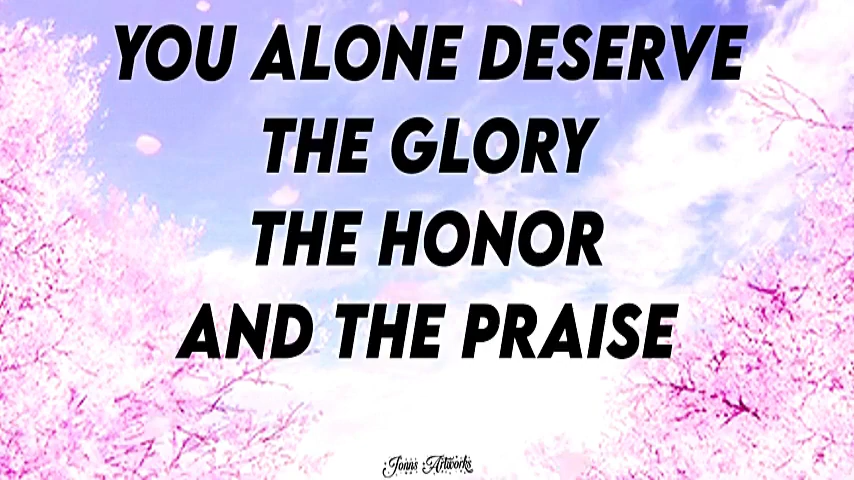 YOU ALONE DESERVE
THE GLORY
THE HONOR
AND THE PRAISE
Jonns Artworks